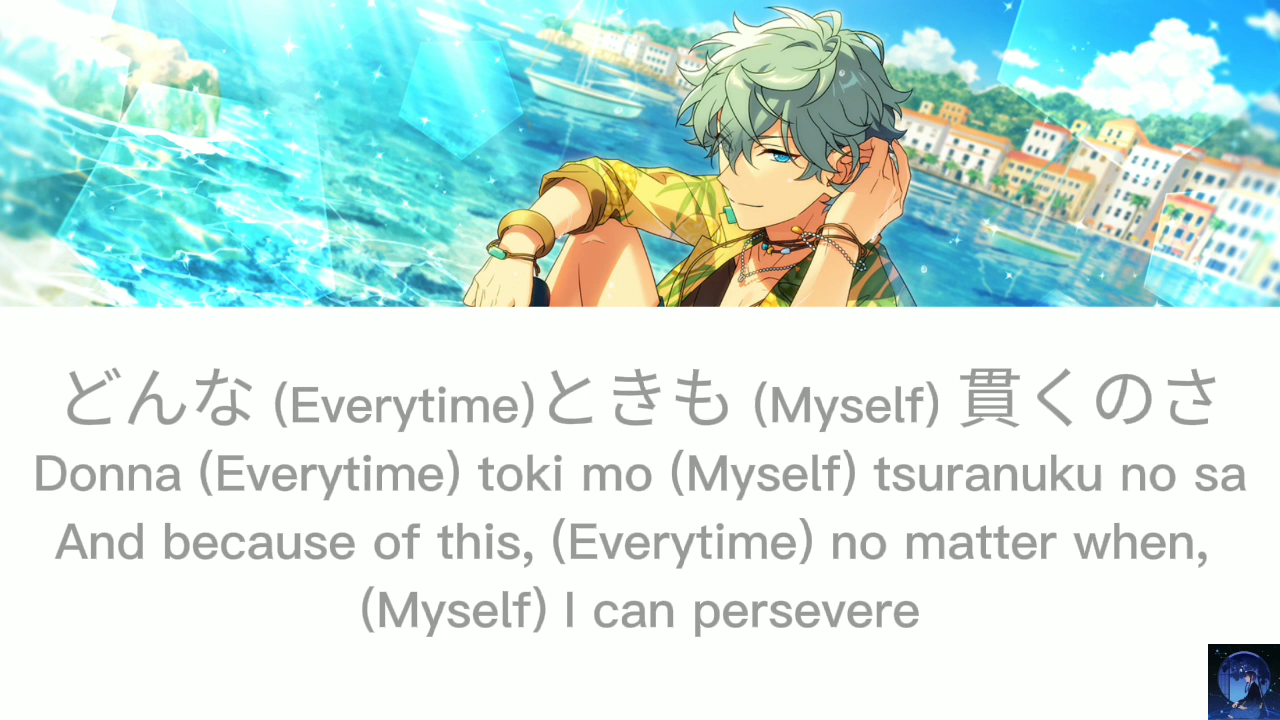 どんな (Everytime)ときも (Myself) 貫くのさ
Donna (Everytime) toki mo (Myself) tsuranuku no sa
And because of this, (Everytime) no matter when,
(Myself) I can persevere